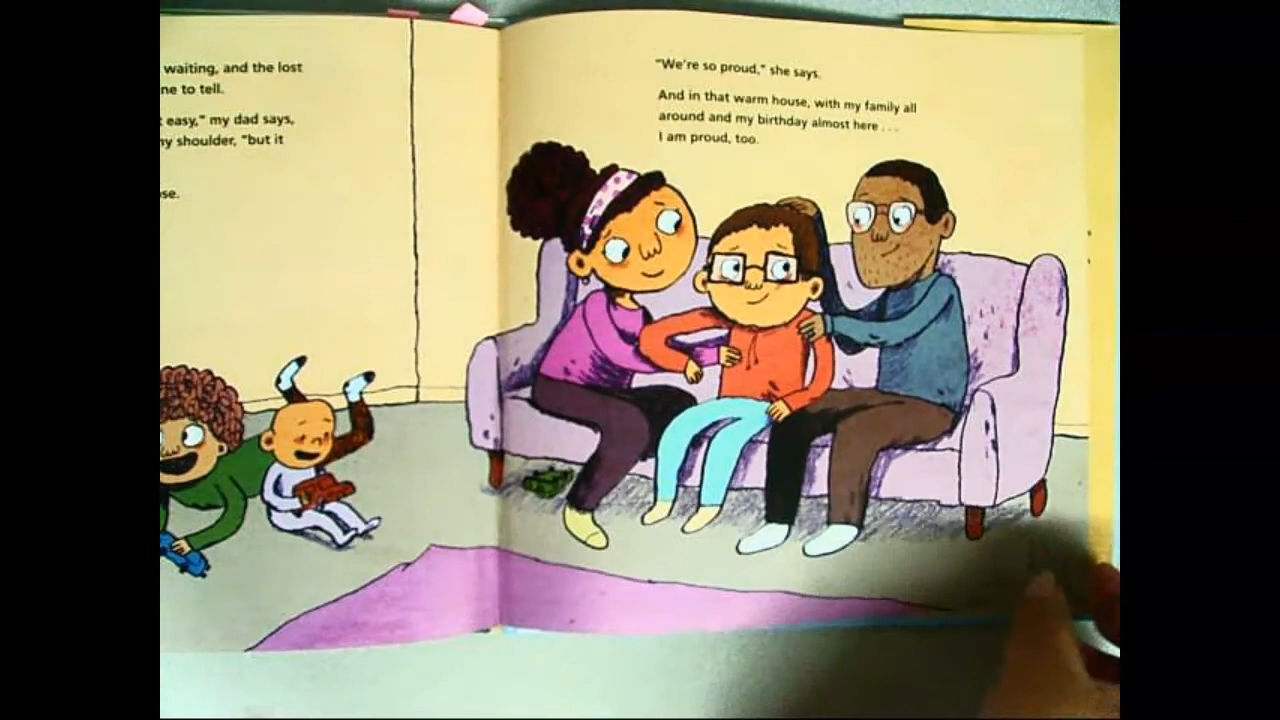 waiting, and the lost
ne to tell.
easy," my dad says,
my shoulder, "but it
se.
"We're so proud," she says.
And in that warm house, with my family all
around and my birthday almost here . . .
I am proud, too.